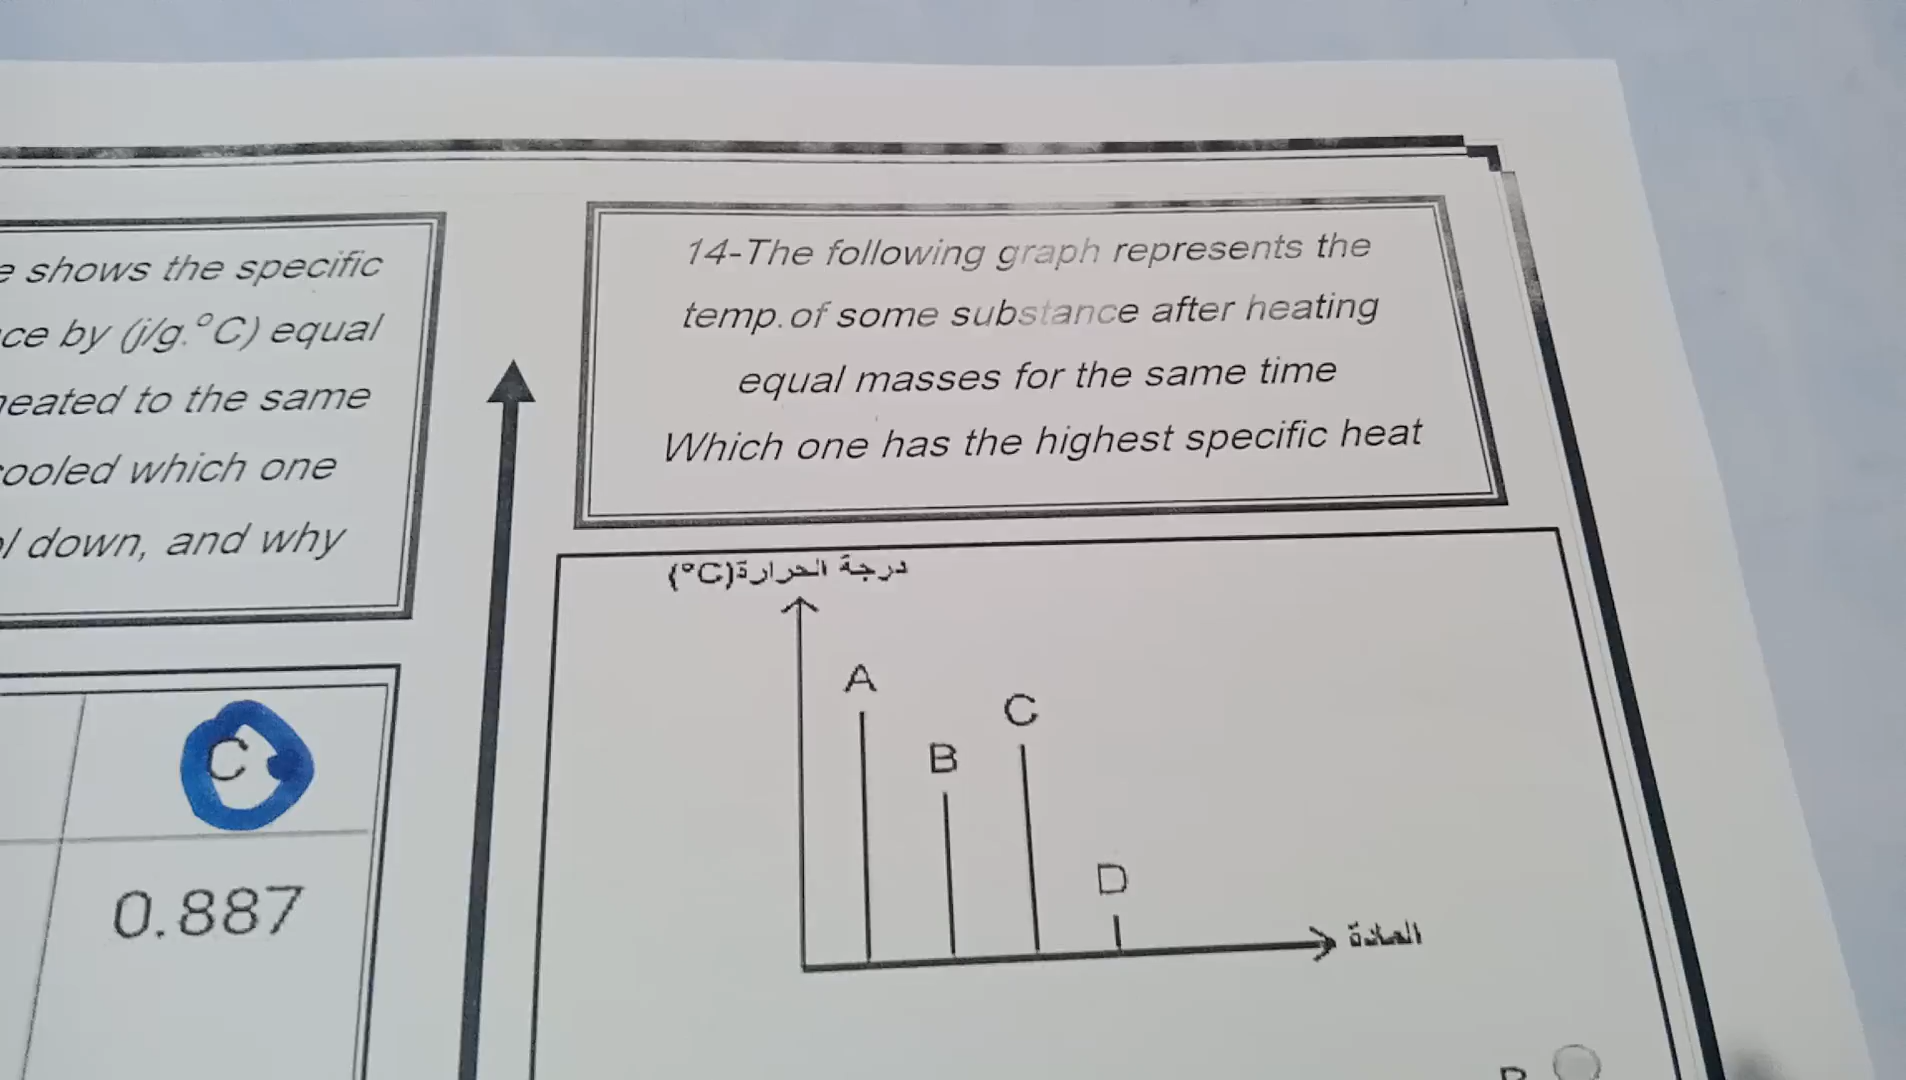 e shows the specific
ce by (j/g.°C) equal
heated to the same
cooled which one
l down, and why
C
0.887
14-The following graph represents the
temp.of some substance after heating
equal masses for the same time
Which one has the highest specific heat
درجة الحرارة(°C)
A
B
C
D
المادة